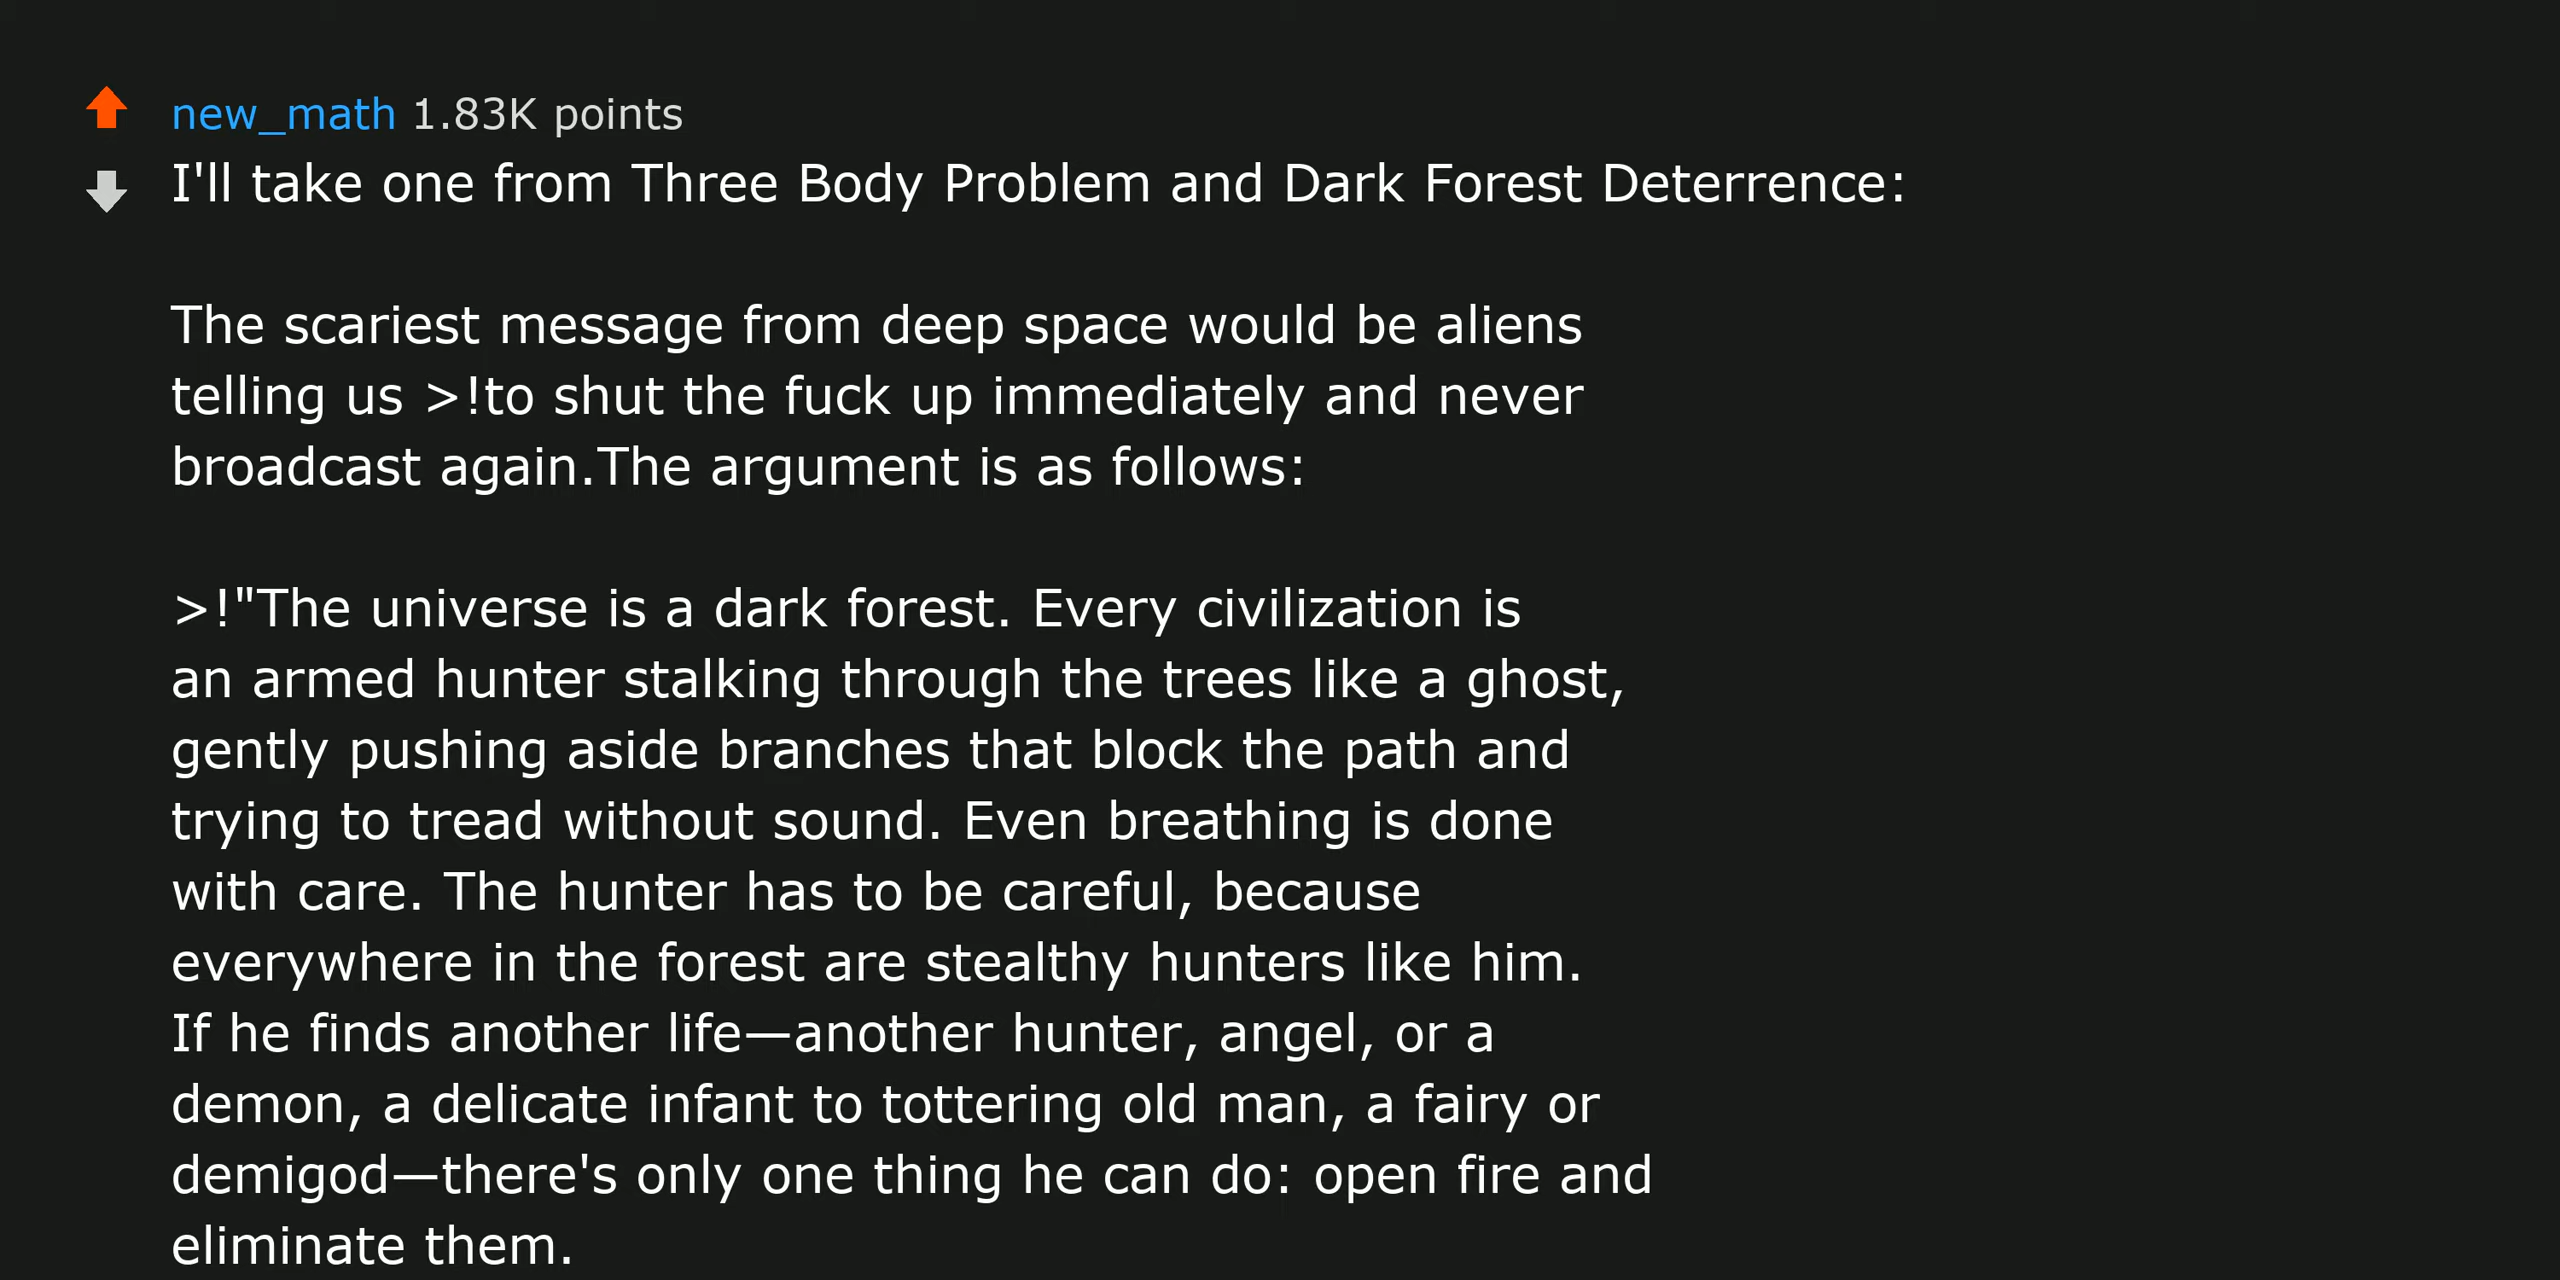 new_math 1.83K points
I'll take one from Three Body Problem and Dark Forest Deterrence:
The scariest message from deep space would be aliens
telling us >!to shut the fuck up immediately and never
broadcast again.The argument is as follows:
>!"The universe is a dark forest. Every civilization is
an armed hunter stalking through the trees like a ghost,
gently pushing aside branches that block the path and
trying to tread without sound. Even breathing is done
with care. The hunter has to be careful, because
everywhere in the forest are stealthy hunters like him.
If he finds another life—another hunter, angel, or a
demon, a delicate infant to tottering old man, a fairy or
demigod—there's only one thing he can do: open fire and
eliminate them.